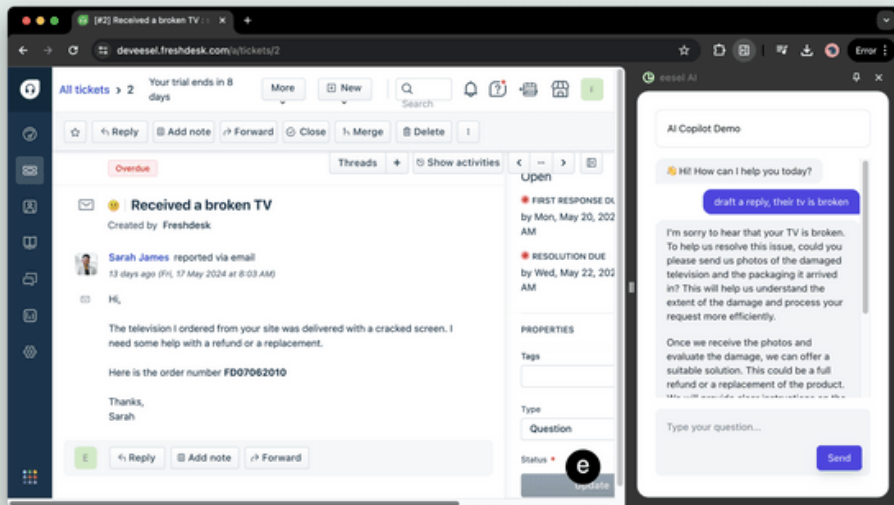 [#2] Received a broken TV :
deveesel.freshdesk.com/a/tickets/2
Error
All tickets > 2
Your trial ends in 8
days
More
New
Search
E
Reply
Add note
Forward
Close
Merge
Delete
Overdue
Threads
+
Show activities
Received a broken TV
Created by Freshdesk
Sarah James reported via email
13 days ago (Fri, 17 May 2024 at 8:03 AM)
Hi,
The television I ordered from your site was delivered with a cracked screen. I
need some help with a refund or a replacement.
Here is the order number FD07062010
Thanks,
Sarah
E
Reply
Add note
Forward
Open
FIRST RESPONSE DU
by Mon, May 20, 202
AM
RESOLUTION DUE
by Wed, May 22, 202
AM
PROPERTIES
Tags
Type
Question
Status *
Update
e
eesel AI
AI Copilot Demo
👋 Hi! How can I help you today?
draft a reply, their tv is broken
I'm sorry to hear that your TV is broken.
To help us resolve this issue, could you
please send us photos of the damaged
television and the packaging it arrived
in? This will help us understand the
extent of the damage and process your
request more efficiently.
Once we receive the photos and
evaluate the damage, we can offer a
suitable solution. This could be a full
refund or a replacement of the product.
We will provide clear instructions on the
Type your question...
Send